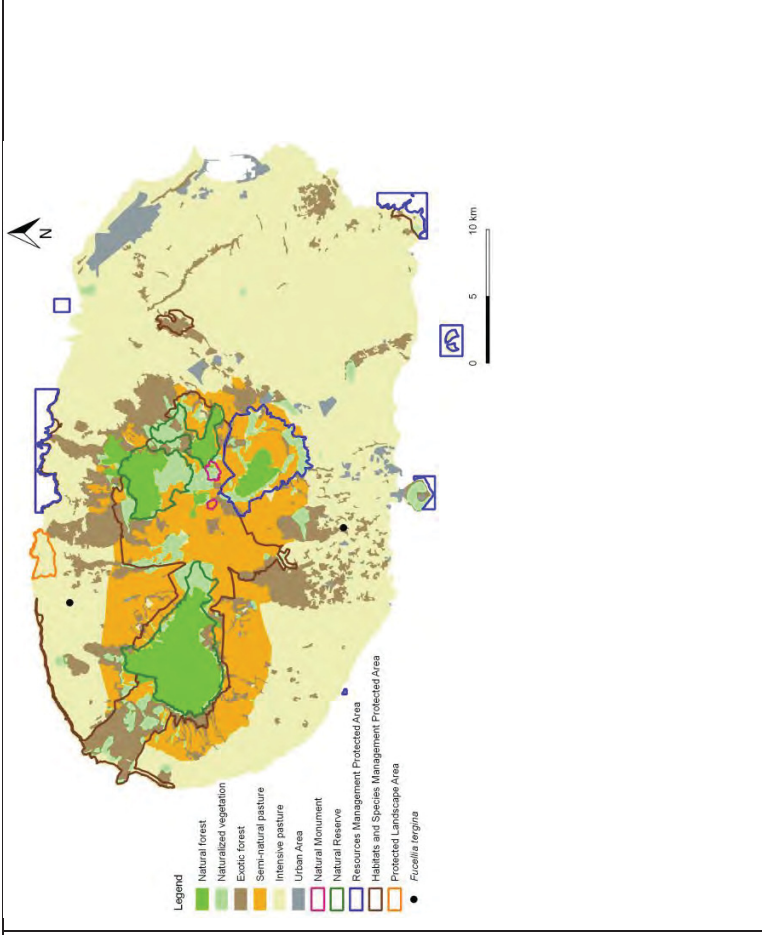 N
0 5 10 km
Legend
Natural forest
Naturalized vegetation
Exotic forest
Semi-natural pasture
Intensive pasture
Urban Area
Natural Monument
Natural Reserve
Resources Management Protected Area
Habitats and Species Management Protected Area
Protected Landscape Area
Fucellia tergina